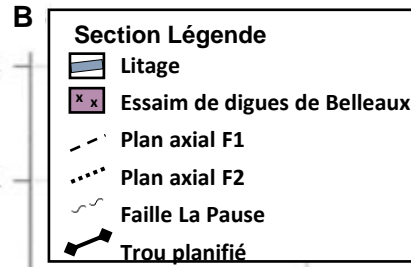 B
Section Légende
Litage
x x
Essaim de digues de Belleaux
Plan axial F1
Plan axial F2
Faille La Pause
Trou planifié